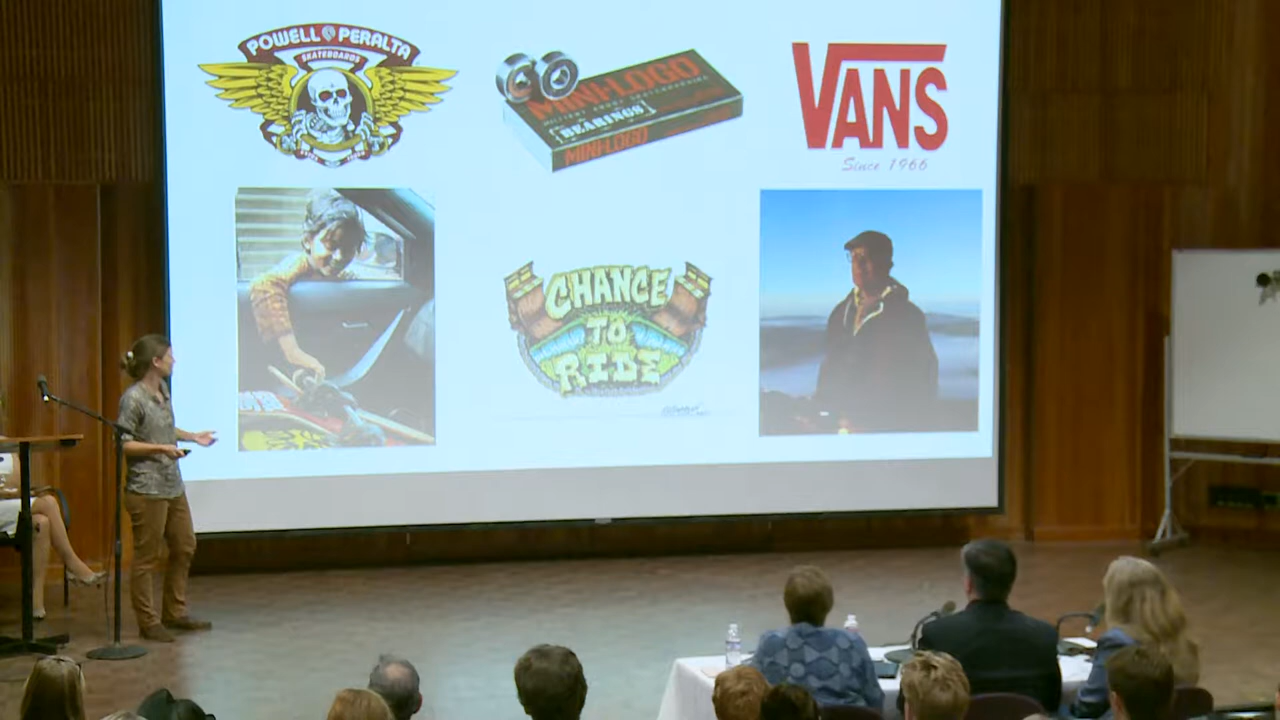 POWELL PERALTA
SKATEBOARDS
MINI-LOGO
[BEARINGS]
MINI-LOGO
VANS
Since 1966
CHANCE
TO
RIDE